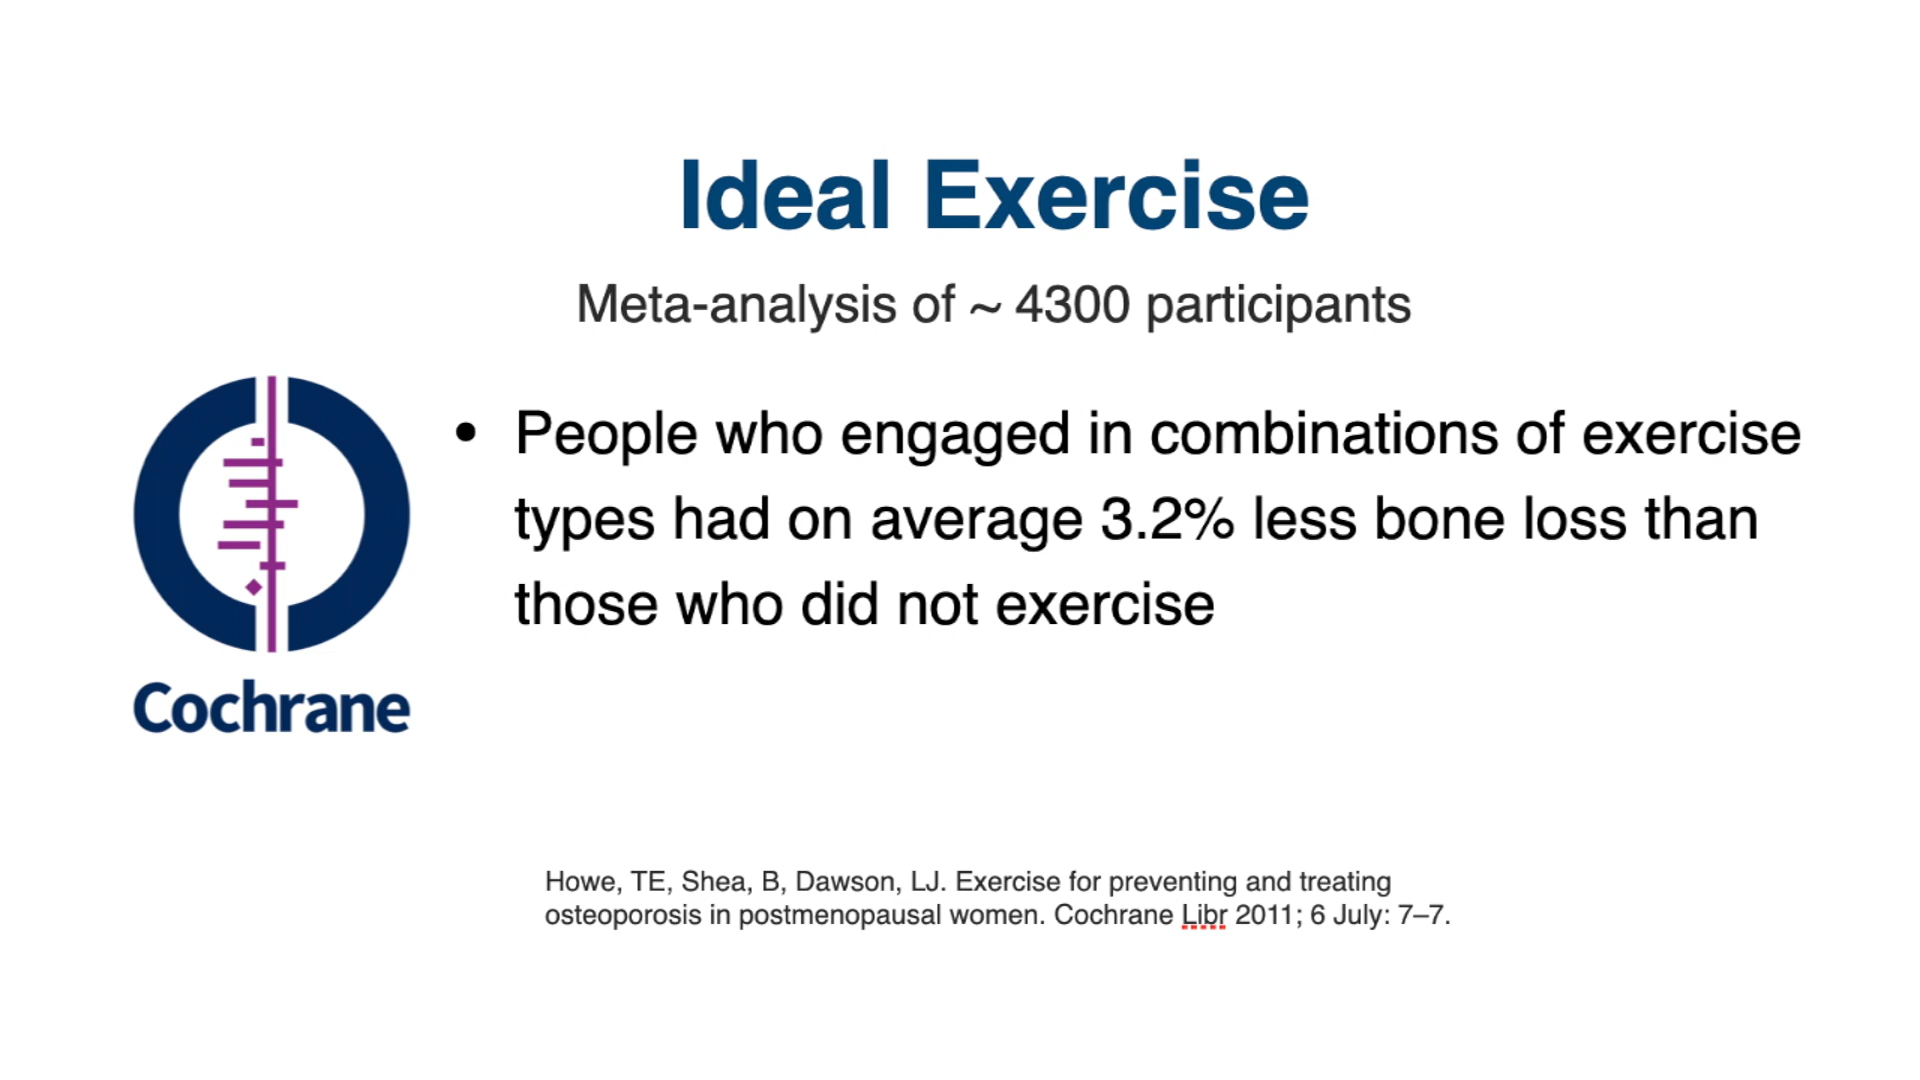 Ideal Exercise
Meta-analysis of ~ 4300 participants
• People who engaged in combinations of exercise
types had on average 3.2% less bone loss than
those who did not exercise
Cochrane
Howe, TE, Shea, B, Dawson, LJ. Exercise for preventing and treating
osteoporosis in postmenopausal women. Cochrane Libr 2011; 6 July: 7–7.